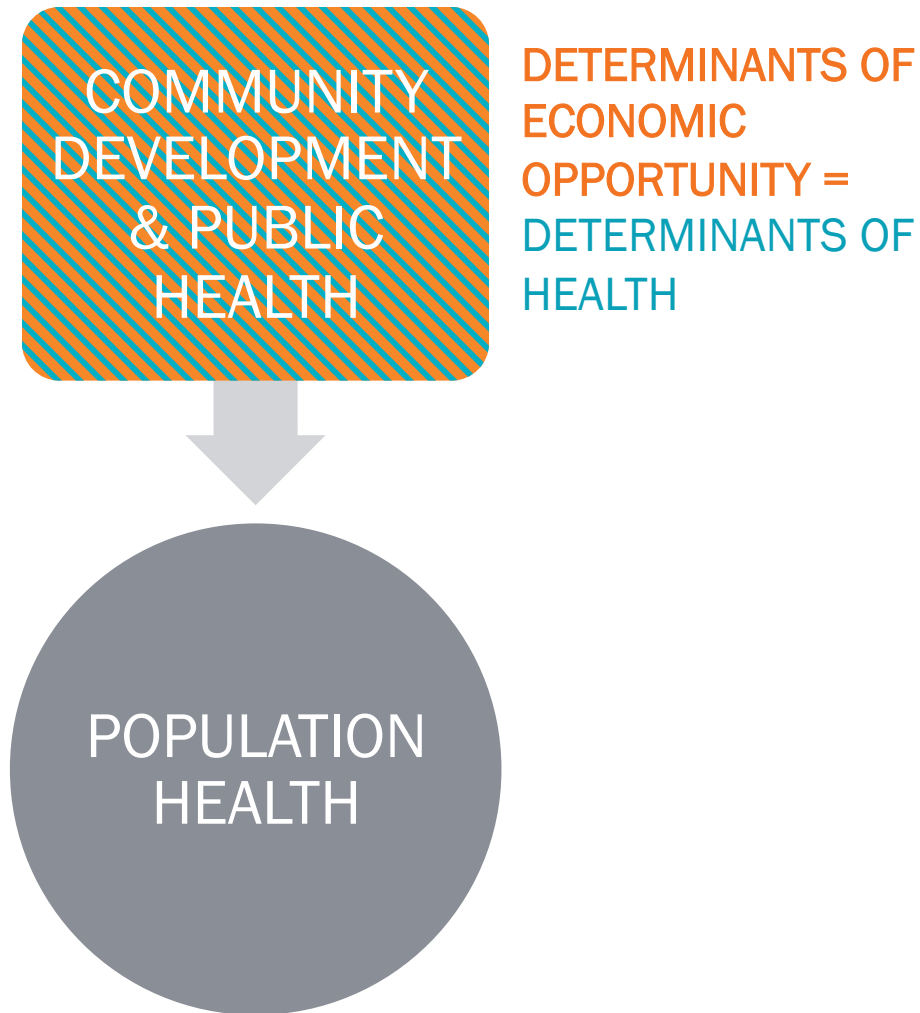 COMMUNITY
DEVELOPMENT
& PUBLIC
HEALTH
DETERMINANTS OF
ECONOMIC
OPPORTUNITY =
DETERMINANTS OF
HEALTH
POPULATION
HEALTH